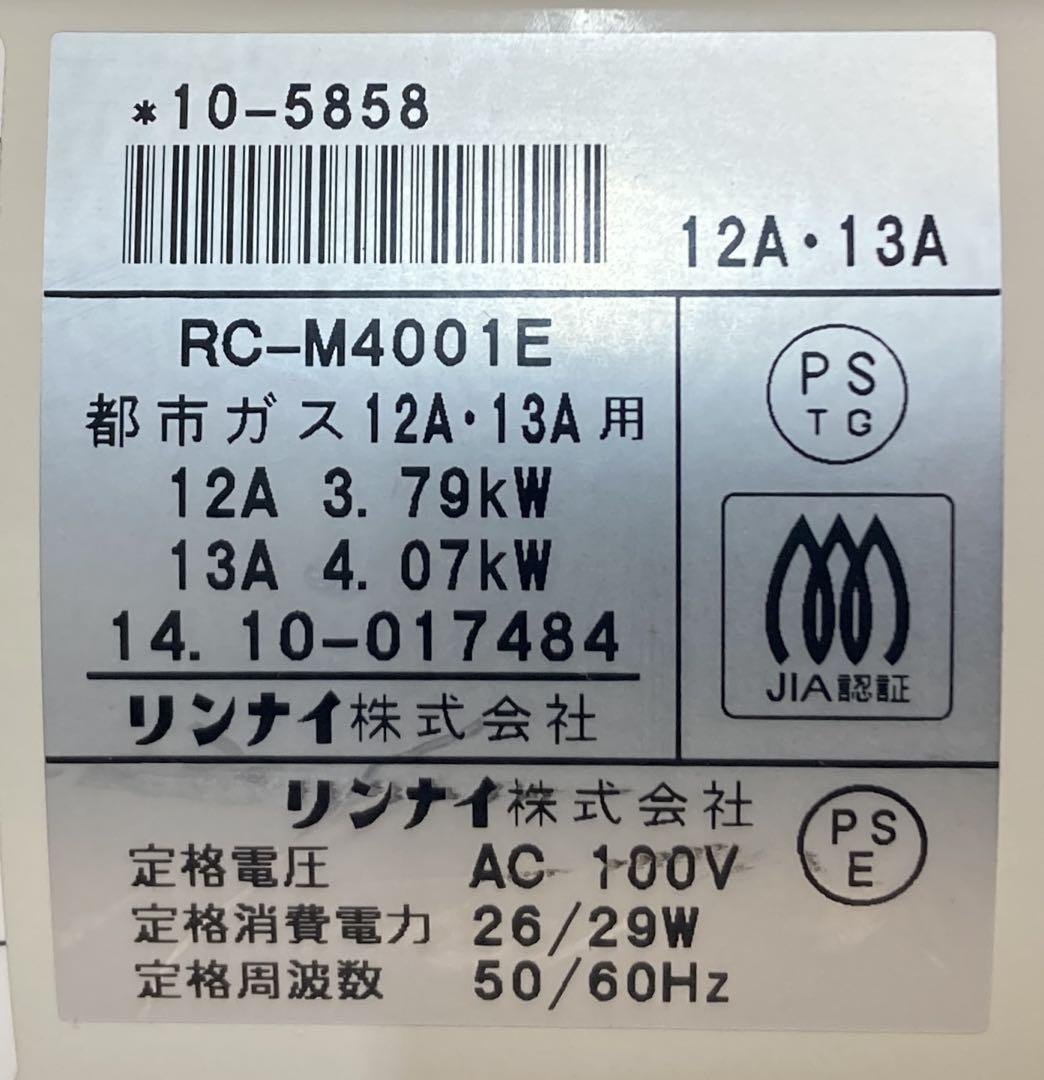 *10-5858
12A・13A
RC-M4001E
都市ガス12A・13A用
12A 3.79kW
13A 4.07kW
14.10-017484
リンナイ株式会社
PS
TG
JIA認証
リンナイ株式会社
定格電圧 AC 100V
定格消費電力 26/29W
定格周波数 50/60Hz
PS
E